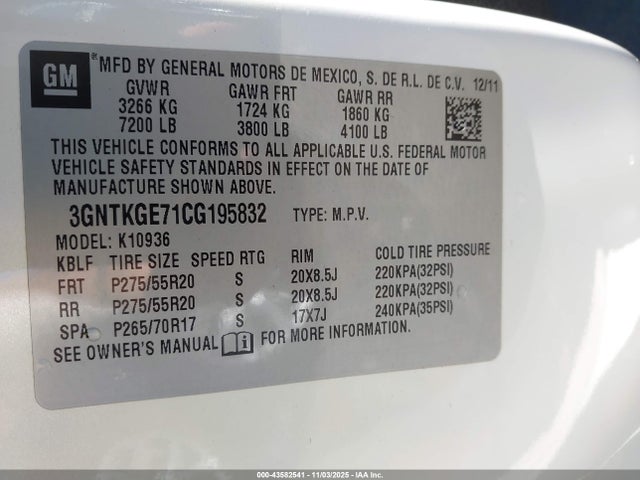 GM
MFD BY GENERAL MOTORS DE MEXICO, S. DE R.L. DE C.V. 12/11
GVWR GAWR FRT GAWR RR
3266 KG 1724 KG 1860 KG
7200 LB 3800 LB 4100 LB
THIS VEHICLE CONFORMS TO ALL APPLICABLE U.S. FEDERAL MOTOR
VEHICLE SAFETY STANDARDS IN EFFECT ON THE DATE OF
MANUFACTURE SHOWN ABOVE.
3GNTKGE71CG195832 TYPE: M.P.V.
MODEL: K10936
KBLF TIRE SIZE SPEED RTG RIM COLD TIRE PRESSURE
FRT P275/55R20 S 20X8.5J 220KPA(32PSI)
RR P275/55R20 S 20X8.5J 220KPA(32PSI)
SPA P265/70R17 S 17X7J 240KPA(35PSI)
SEE OWNER'S MANUAL FOR MORE INFORMATION.
000-43582541 - 11/03/2025 - IAA Inc.